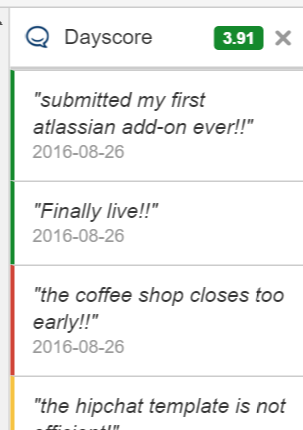 Dayscore
3.91
"submitted my first
atlassian add-on ever!!"
2016-08-26
"Finally live!!"
2016-08-26
"the coffee shop closes too
early!!"
2016-08-26
"the hipchat template is not
efficient!"